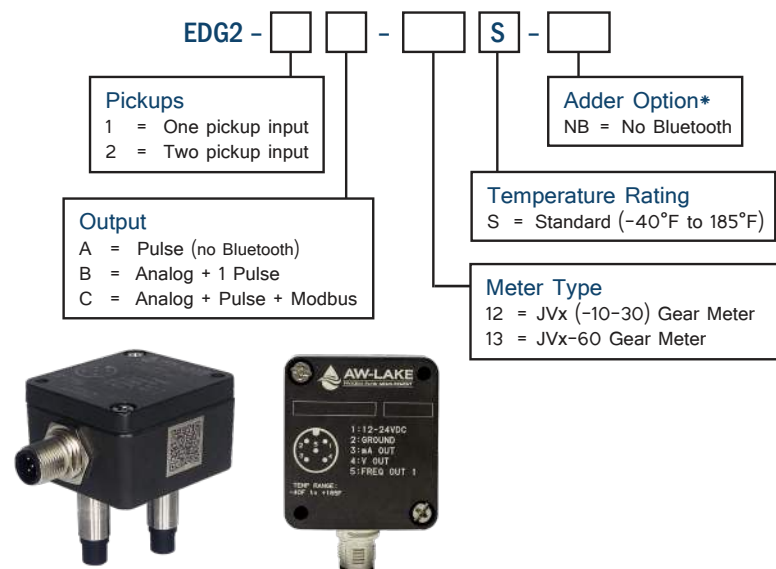 EDG2 - - S -
Pickups
1 = One pickup input
2 = Two pickup input
Adder Option*
NB = No Bluetooth
Temperature Rating
S = Standard (-40°F to 185°F)
Output
A = Pulse (no Bluetooth)
B = Analog + 1 Pulse
C = Analog + Pulse + Modbus
Meter Type
12 = JVx (-10-30) Gear Meter
13 = JVx-60 Gear Meter
AW-LAKE
1:12-24VDC
2:GROUND
3:mA OUT
4:V OUT
5:FREQ OUT 1
TEMP RANGE:
-40F to +185F